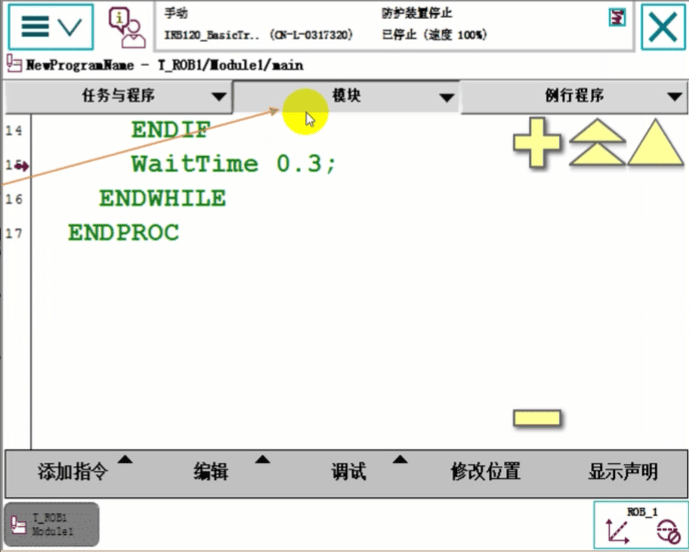 手动
防护装置停止
IRB120_BasicTr.. (CN-L-0317320)
已停止 (速度 100%)
NewProgramName - T_ROB1/Module1/main
任务与程序
模块
例行程序
14 ENDIF
15 WaitTime 0.3;
16 ENDWHILE
17 ENDPROC
添加指令
编辑
调试
修改位置
显示声明
T_ROB1
Module1
ROB_1